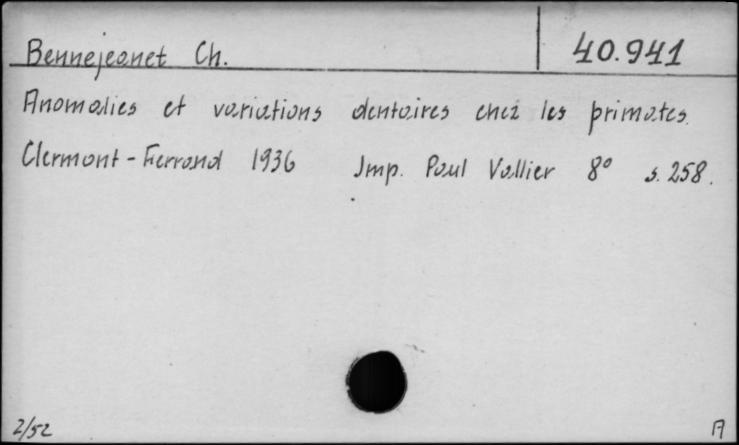 Bennejeanet Ch. 40.941
Anomalies et variations dentaires chez les primates.
Clermont-Ferrand 1936 Imp. Paul Vallier 8° s. 258.
2/52 A